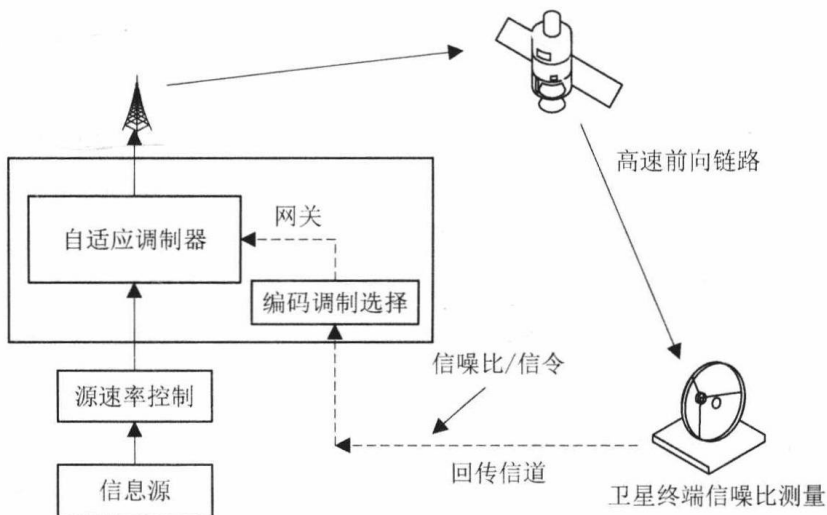 高速前向链路
网关
自适应调制器
编码调制选择
信噪比/信令
源速率控制
回传信道
信息源
卫星终端信噪比测量